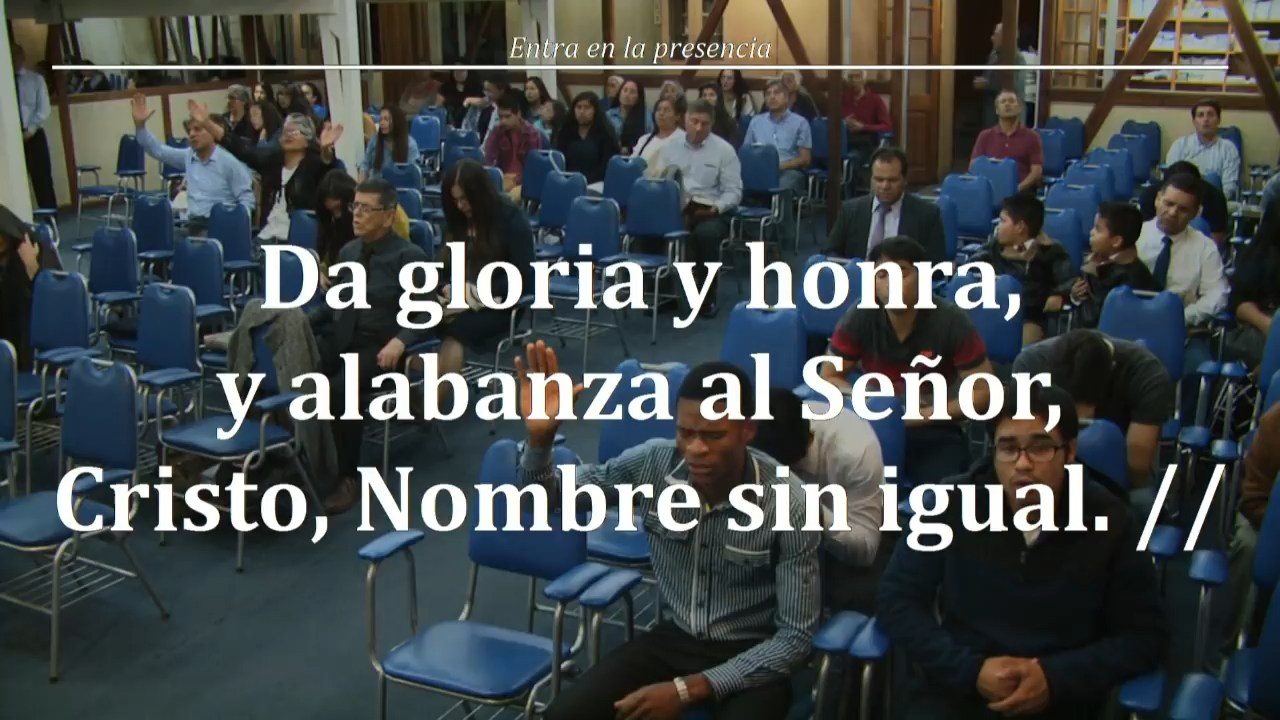 Entra en la presencia
Da gloria y honra,
y alabanza al Señor,
Cristo, Nombre sin igual. //